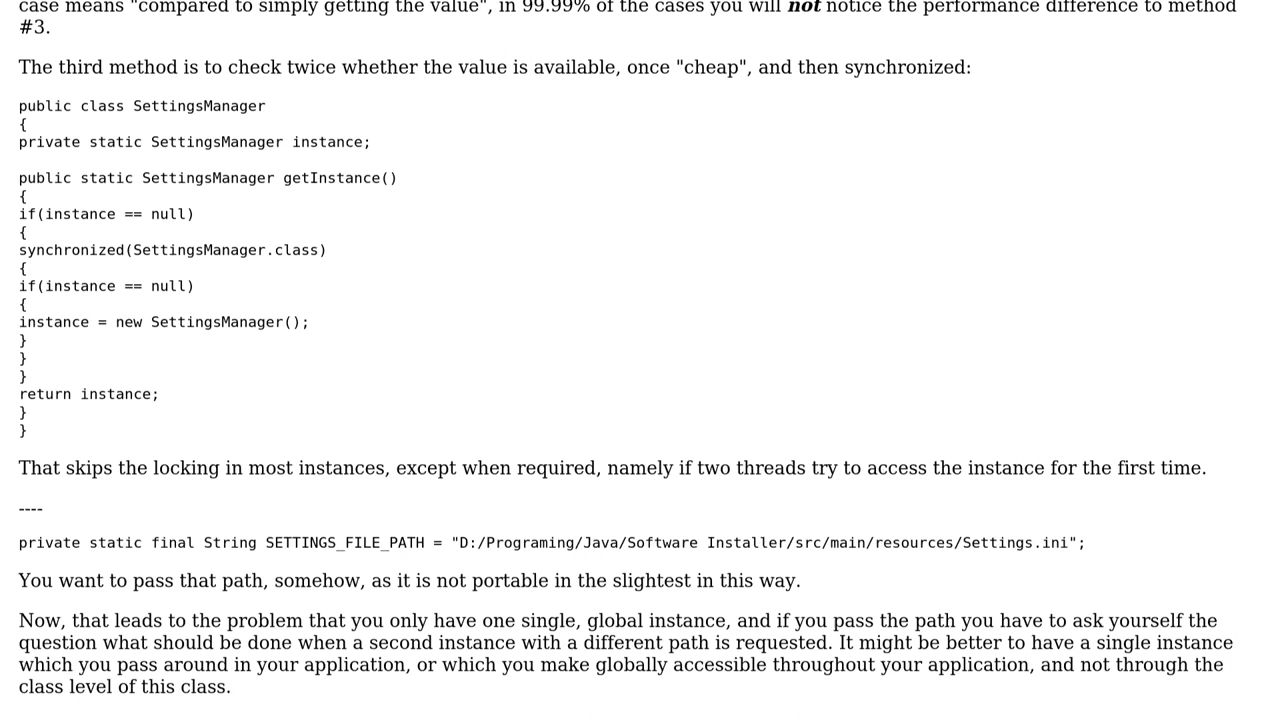 case means "compared to simply getting the value", in 99.99% of the cases you will not notice the performance difference to method
#3.
The third method is to check twice whether the value is available, once "cheap", and then synchronized:
public class SettingsManager
{
private static SettingsManager instance;
public static SettingsManager getInstance()
{
if(instance == null)
{
synchronized(SettingsManager.class)
{
if(instance == null)
{
instance = new SettingsManager();
}
}
}
return instance;
}
}
That skips the locking in most instances, except when required, namely if two threads try to access the instance for the first time.
----
private static final String SETTINGS_FILE_PATH = "D:/Programing/Java/Software Installer/src/main/resources/Settings.ini";
You want to pass that path, somehow, as it is not portable in the slightest in this way.
Now, that leads to the problem that you only have one single, global instance, and if you pass the path you have to ask yourself the
question what should be done when a second instance with a different path is requested. It might be better to have a single instance
which you pass around in your application, or which you make globally accessible throughout your application, and not through the
class level of this class.